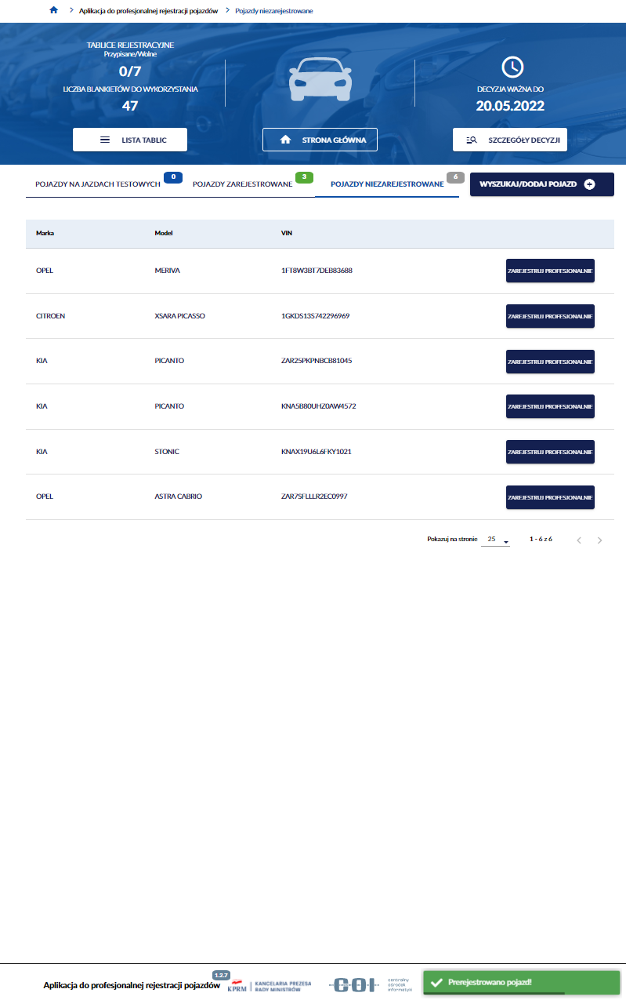 Aplikacja do profesjonalnej rejestracji pojazdów Pojazdy niezarejestrowane
TABLICE REJESTRACYJNE
Przypisane/Wolne
0/7
LICZBA BLANKIETÓW DO WYKORZYSTANIA
47
LISTA TABLIC
STRONA GŁÓWNA
DECYZJA WAŻNA DO
20.05.2022
SZCZEGÓŁY DECYZJI
POJAZDY NA JAZDACH TESTOWYCH 0 POJAZDY ZAREJESTROWANE 3 POJAZDY NIEZAREJESTROWANE 6 WYSZUKAJ/DODAJ POJAZD
Marka Model VIN
OPEL MERIVA 1FT8W3BT7DEB83688 ZAREJESTRUJ PROFESJONALNIE
CITROEN XSARA PICASSO 1GKDS13S742296969 ZAREJESTRUJ PROFESJONALNIE
KIA PICANTO ZAR25PKPNBCB81045 ZAREJESTRUJ PROFESJONALNIE
KIA PICANTO KNA5B80UHZ0AW4572 ZAREJESTRUJ PROFESJONALNIE
KIA STONIC KNAX19U6L6FKY1021 ZAREJESTRUJ PROFESJONALNIE
OPEL ASTRA CABRIO ZAR7SFLLLR2EC0997 ZAREJESTRUJ PROFESJONALNIE
Pokazuj na stronie 25 1 - 6 z 6
Aplikacja do profesjonalnej rejestracji pojazdów 1.2.7
KPRM
KANCELARIA PREZESA
RADY MINISTRÓW
COI
centralny
ośrodek
informatyki
Prerejestrowano pojazd!